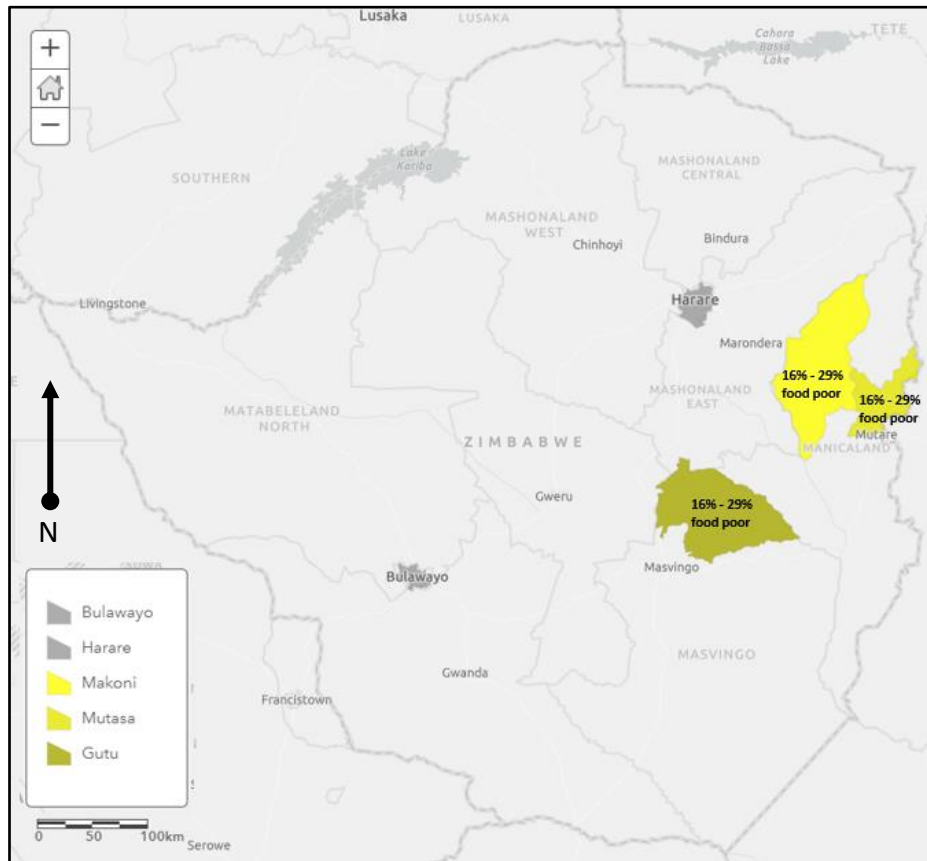 Lusaka
LUSAKA
TETE
Cahora
Bassa
Lake
+
−
Lake
Kariba
SOUTHERN
MASHONALAND
CENTRAL
MASHONALAND
WEST
Bindura
Chinhoyi
Harare
Livingstone
Marondera
16% - 29%
food poor
MASHONALAND
EAST
16% - 29%
food poor
MATABELELAND
NORTH
Mutare
ZIMBABWE
MANICALAND
N
Gweru
16% - 29%
food poor
Masvingo
Bulawayo
MASVINGO
Gwanda
Francistown
Bulawayo
Harare
Makoni
Mutasa
Gutu
0 50 100km
Serowe